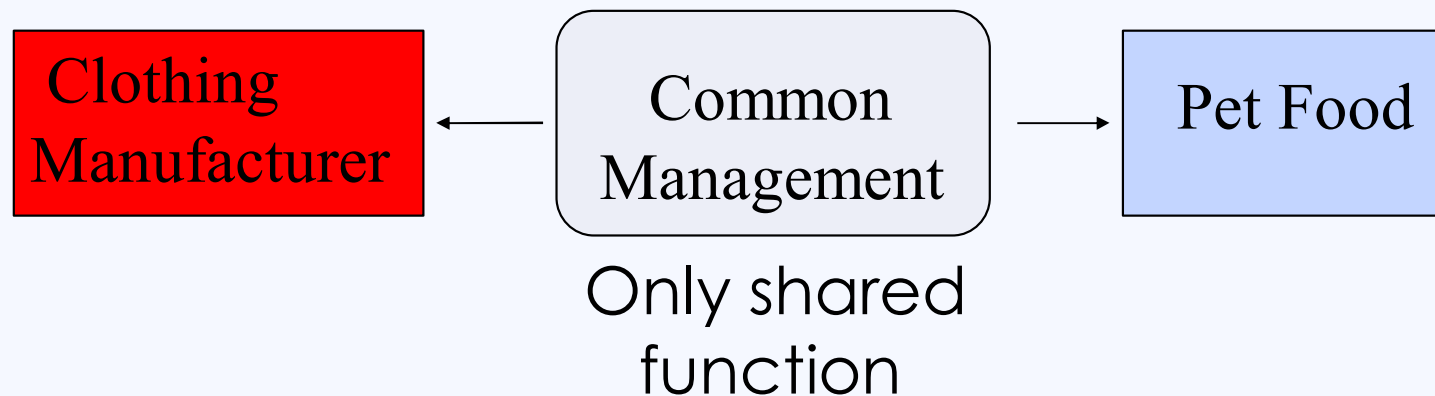 Clothing
Manufacturer
Common
Management
Pet Food
Only shared
function